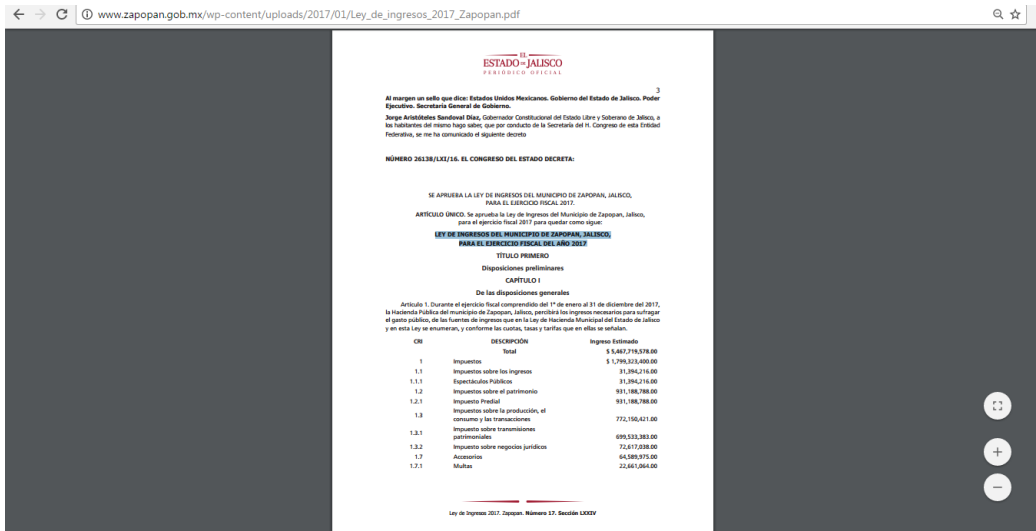 www.zapopan.gob.mx/wp-content/uploads/2017/01/Ley_de_ingresos_2017_Zapopan.pdf
EL
ESTADO DE JALISCO
PERIÓDICO OFICIAL
3
Al margen un sello que dice: Estados Unidos Mexicanos. Gobierno del Estado de Jalisco. Poder
Ejecutivo. Secretaría General de Gobierno.
Jorge Aristóteles Sandoval Díaz, Gobernador Constitucional del Estado Libre y Soberano de Jalisco, a
los habitantes del mismo hago saber, que por conducto de la Secretaría del H. Congreso de esta Entidad
Federativa, se me ha comunicado el siguiente decreto
NÚMERO 26138/LXI/16. EL CONGRESO DEL ESTADO DECRETA:
SE APRUEBA LA LEY DE INGRESOS DEL MUNICIPIO DE ZAPOPAN, JALISCO,
PARA EL EJERCICIO FISCAL 2017.
ARTÍCULO ÚNICO. Se aprueba la Ley de Ingresos del Municipio de Zapopan, Jalisco,
para el ejercicio fiscal 2017 para quedar como sigue:
LEY DE INGRESOS DEL MUNICIPIO DE ZAPOPAN, JALISCO,
PARA EL EJERCICIO FISCAL DEL AÑO 2017
TÍTULO PRIMERO
Disposiciones preliminares
CAPÍTULO I
De las disposiciones generales
Artículo 1. Durante el ejercicio fiscal comprendido del 1° de enero al 31 de diciembre del 2017,
la Hacienda Pública del municipio de Zapopan, Jalisco, percibirá los ingresos necesarios para sufragar
el gasto público, de las fuentes de ingresos que en la Ley de Hacienda Municipal del Estado de Jalisco
y en esta Ley se enumeran, y conforme las cuotas, tasas y tarifas que en ellas se señalan.
CRI DESCRIPCIÓN Ingreso Estimado
Total $ 5,467,719,578.00
1 Impuestos $ 1,799,323,400.00
1.1 Impuestos sobre los ingresos 31,394,216.00
1.1.1 Espectáculos Públicos 31,394,216.00
1.2 Impuestos sobre el patrimonio 931,188,788.00
1.2.1 Impuesto Predial 931,188,788.00
1.3 Impuestos sobre la producción, el
consumo y las transacciones 772,150,421.00
1.3.1 Impuesto sobre transmisiones
patrimoniales 699,533,383.00
1.3.2 Impuesto sobre negocios jurídicos 72,617,038.00
1.7 Accesorios 64,589,975.00
1.7.1 Multas 22,661,064.00
Ley de Ingresos 2017. Zapopan. Número 17. Sección LXXIV